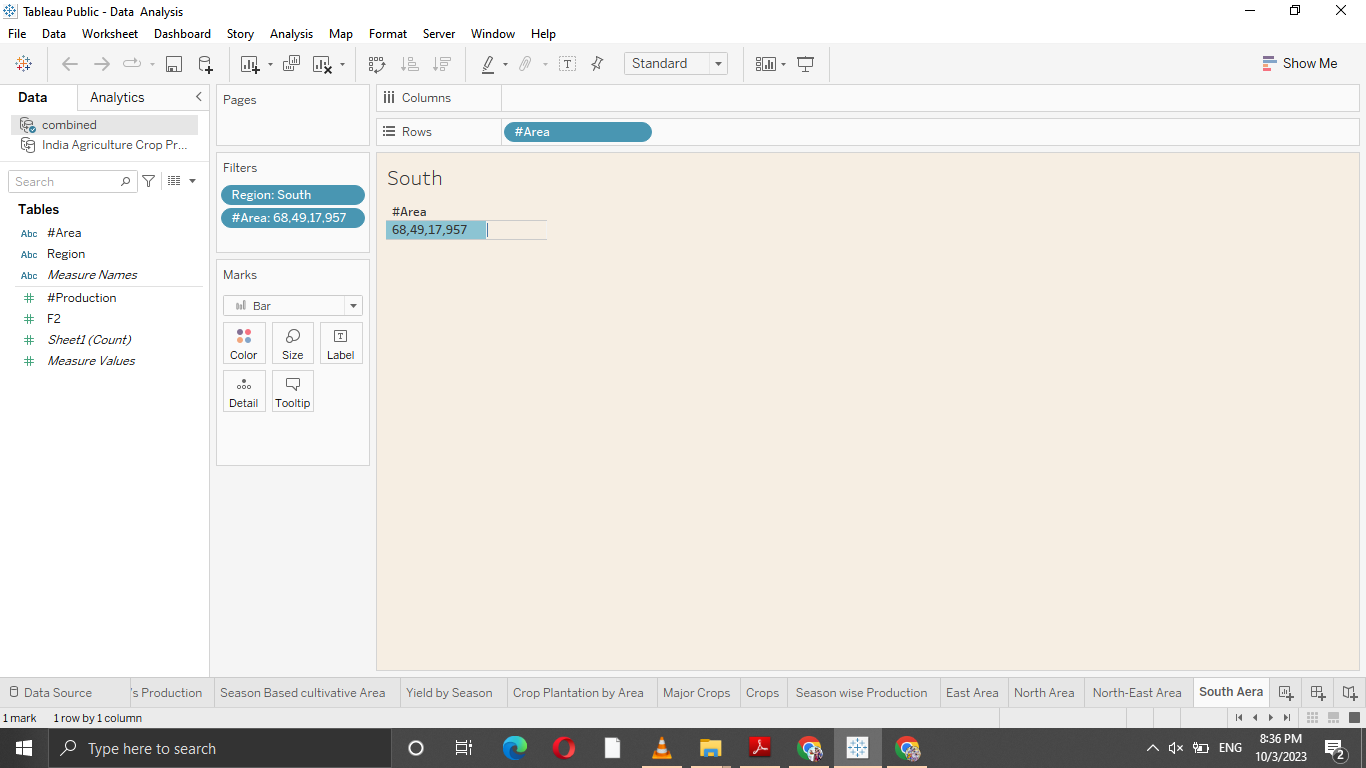 Tableau Public - Data  Analysis
File Data Worksheet Dashboard Story Analysis Map Format Server Window Help
Standard
Show Me
Data Analytics
combined
India Agriculture Crop Pr...
Search
Tables
Abc #Area
Abc Region
Abc Measure Names
#Production
F2
Sheet1 (Count)
Measure Values
Pages
Filters
Region: South
#Area: 68,49,17,957
Marks
Bar
Color Size Label
Detail Tooltip
Columns
Rows #Area
South
#Area
68,49,17,957
Data Source 's Production Season Based cultivative Area Yield by Season Crop Plantation by Area Major Crops Crops Season wise Production East Area North Area North-East Area South Aera
1 mark 1 row by 1 column
Type here to search
ENG
8:36 PM
10/3/2023
2